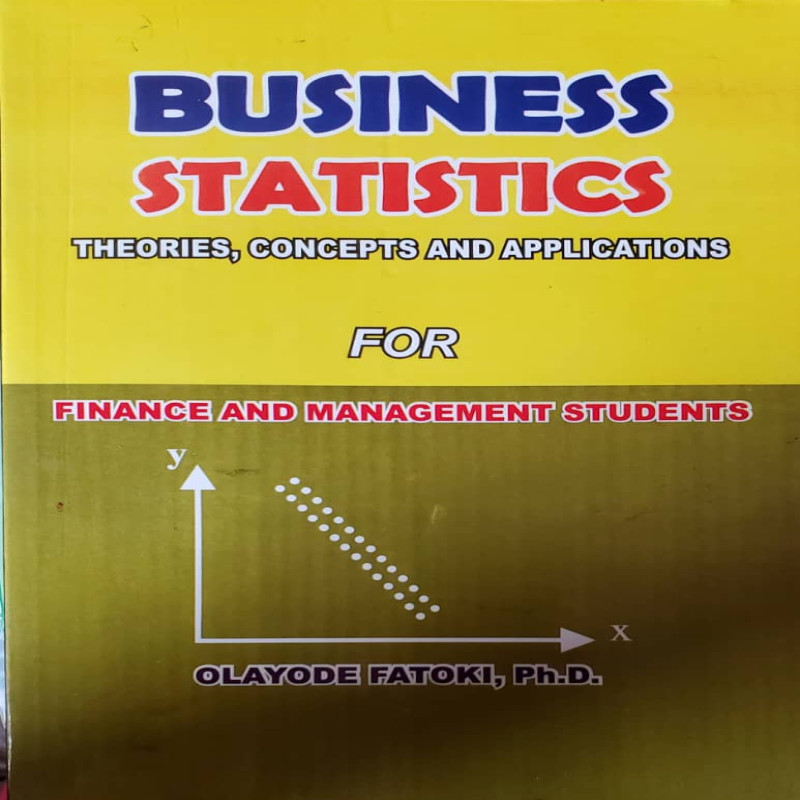 BUSINESS
STATISTICS
THEORIES, CONCEPTS AND APPLICATIONS
FOR
FINANCE AND MANAGEMENT STUDENTS
y
x
OLAYODE FATOKI, Ph.D.